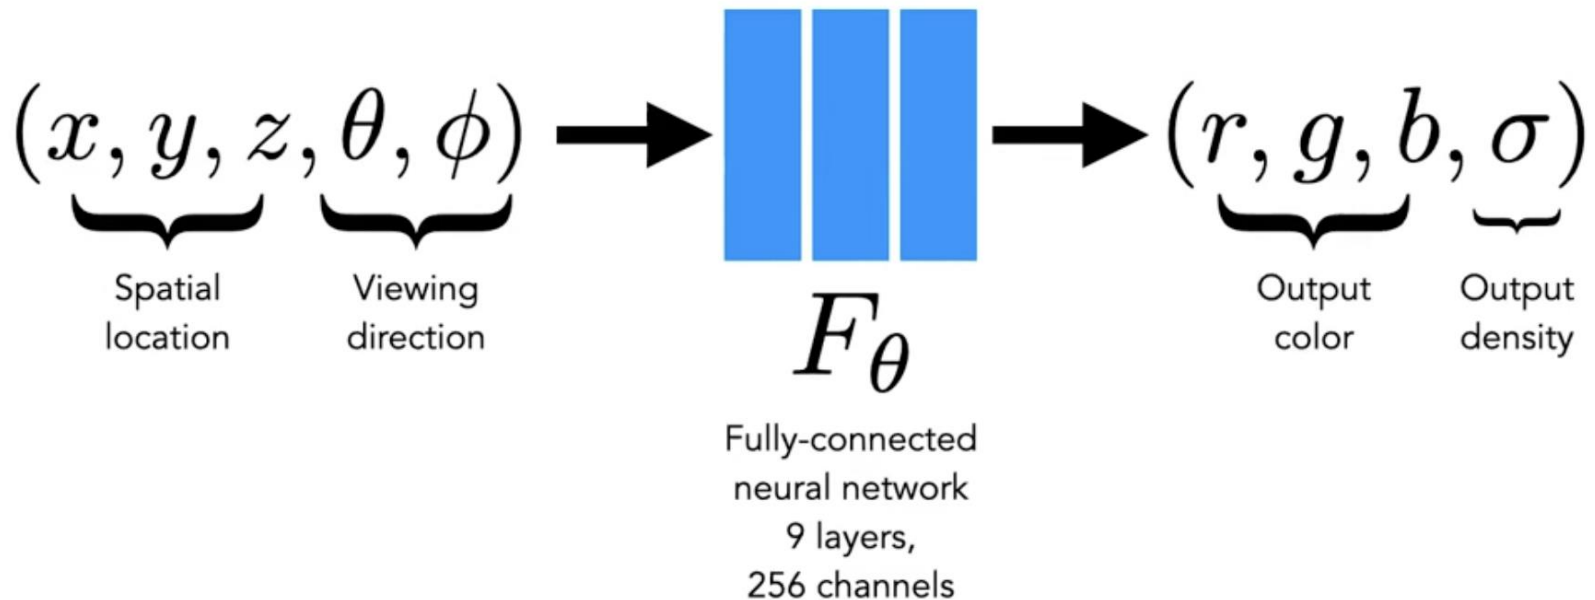 (x, y, z, θ, ϕ)
(r, g, b, σ)
Spatial
location
Viewing
direction
F_θ
Fully-connected
neural network
9 layers,
256 channels
Output
color
Output
density